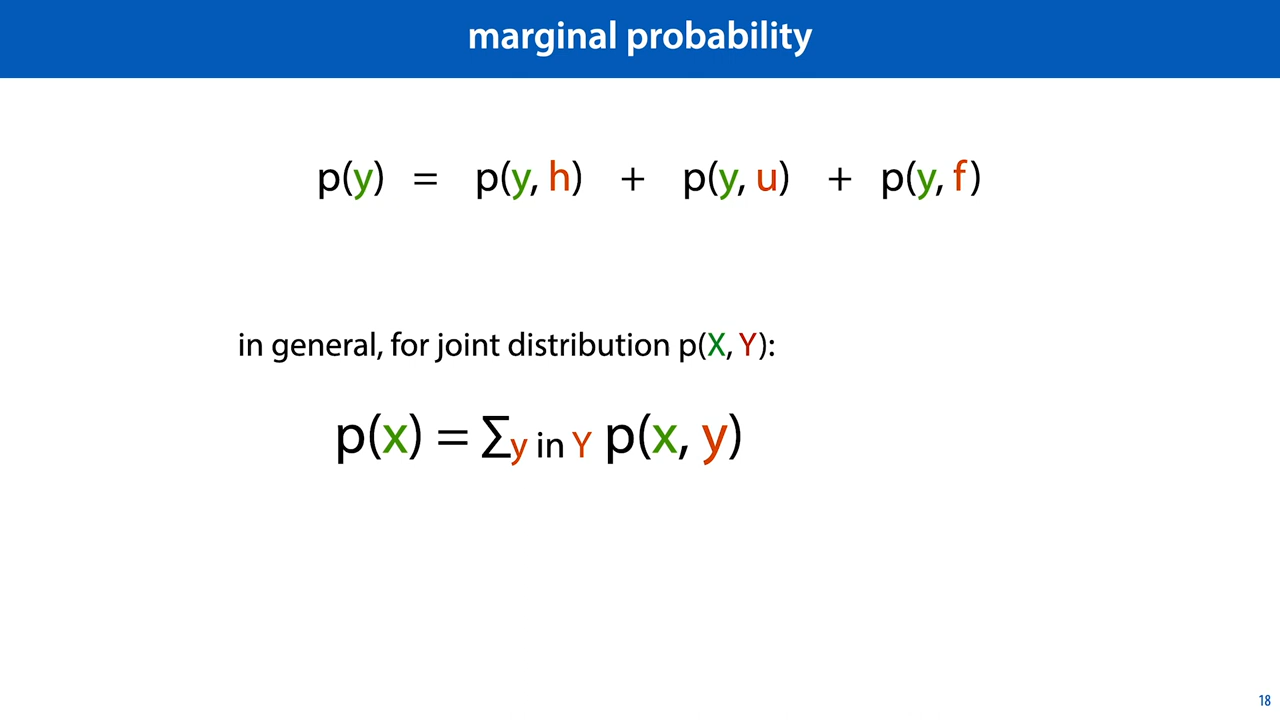 marginal probability
p(y) = p(y, h) + p(y, u) + p(y, f)
in general, for joint distribution p(X, Y):
p(x) = ∑y in Y p(x, y)
18